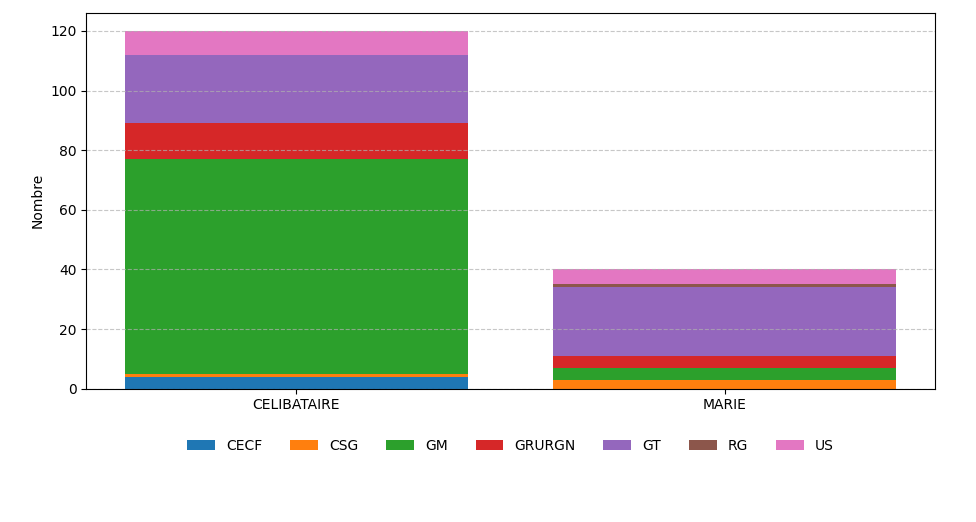 120
100
80
60
40
20
0
Nombre
CELIBATAIRE MARIE
CECF CSG GM GRURGN GT RG US